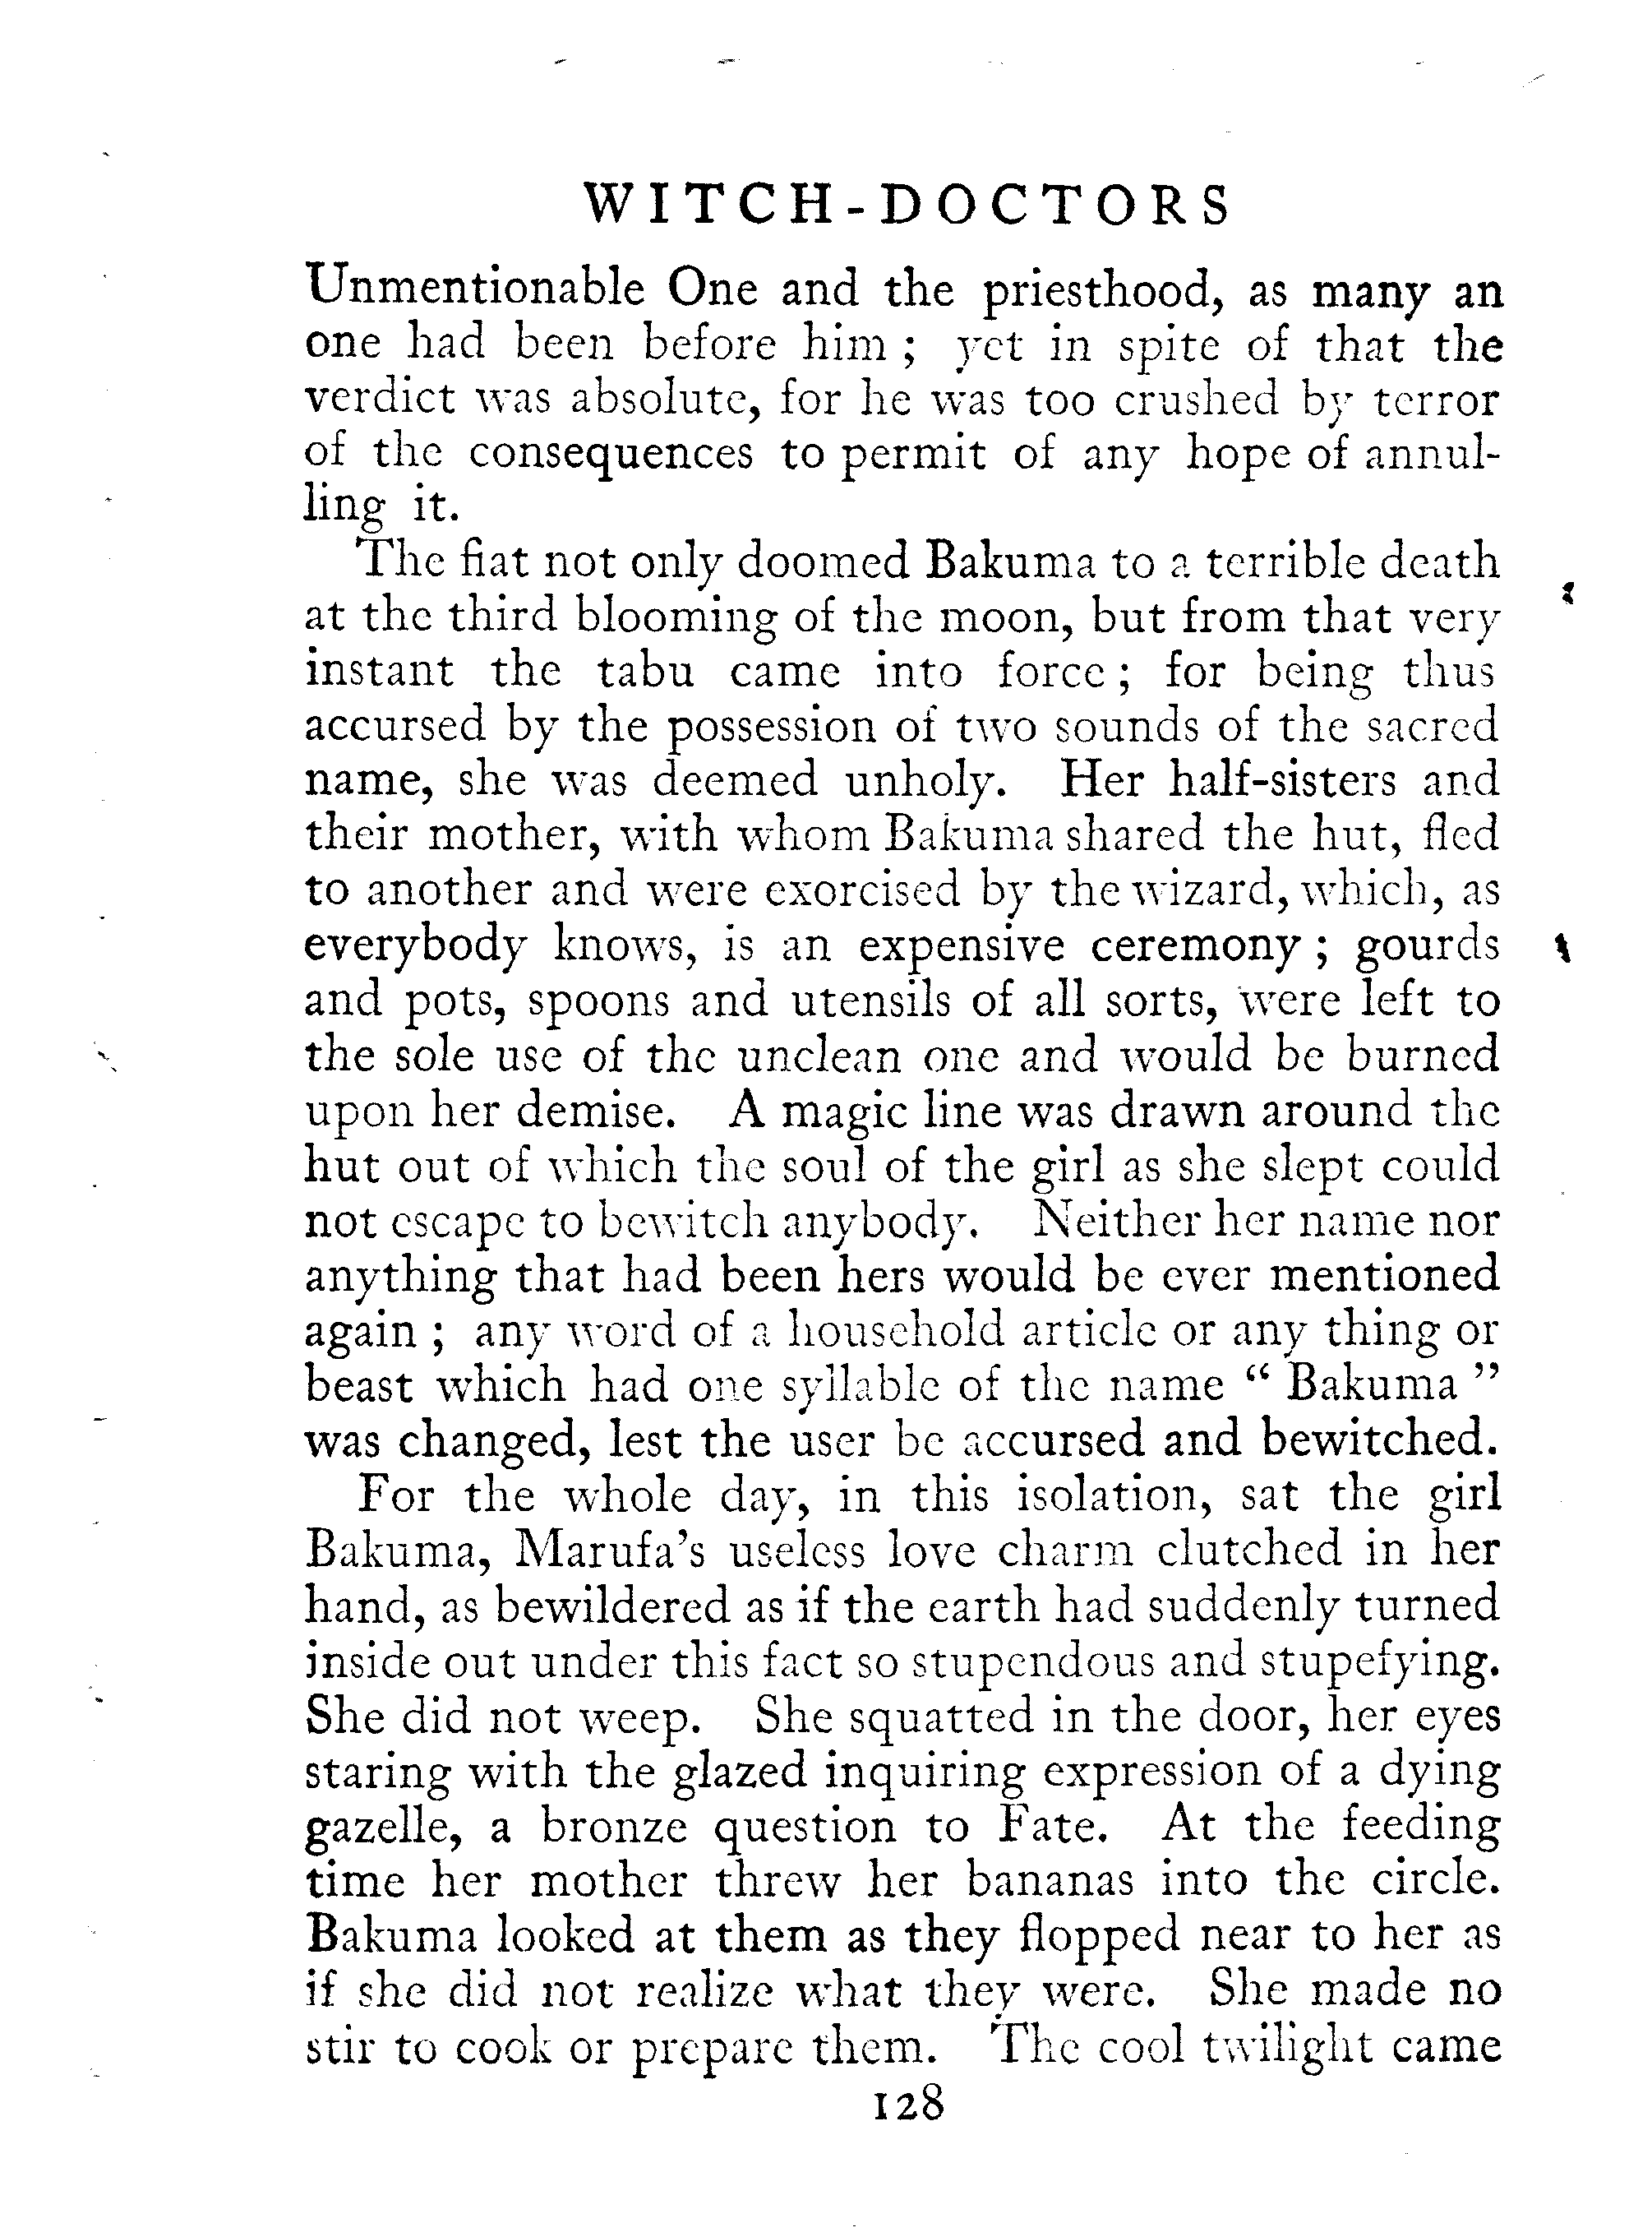 WITCH-DOCTORS
Unmentionable One and the priesthood, as many an
one had been before him ; yet in spite of that the
verdict was absolute, for he was too crushed by terror
of the consequences to permit of any hope of annul-
ling it.
The fiat not only doomed Bakuma to a terrible death
at the third blooming of the moon, but from that very
instant the tabu came into force ; for being thus
accursed by the possession of two sounds of the sacred
name, she was deemed unholy. Her half-sisters and
their mother, with whom Bakuma shared the hut, fled
to another and were exorcised by the wizard, which, as
everybody knows, is an expensive ceremony ; gourds
and pots, spoons and utensils of all sorts, were left to
the sole use of the unclean one and would be burned
upon her demise. A magic line was drawn around the
hut out of which the soul of the girl as she slept could
not escape to bewitch anybody. Neither her name nor
anything that had been hers would be ever mentioned
again ; any word of a household article or any thing or
beast which had one syllable of the name “ Bakuma ”
was changed, lest the user be accursed and bewitched.
For the whole day, in this isolation, sat the girl
Bakuma, Marufa’s useless love charm clutched in her
hand, as bewildered as if the earth had suddenly turned
inside out under this fact so stupendous and stupefying.
She did not weep. She squatted in the door, her eyes
staring with the glazed inquiring expression of a dying
gazelle, a bronze question to Fate. At the feeding
time her mother threw her bananas into the circle.
Bakuma looked at them as they flopped near to her as
if she did not realize what they were. She made no
stir to cook or prepare them. The cool twilight came
128